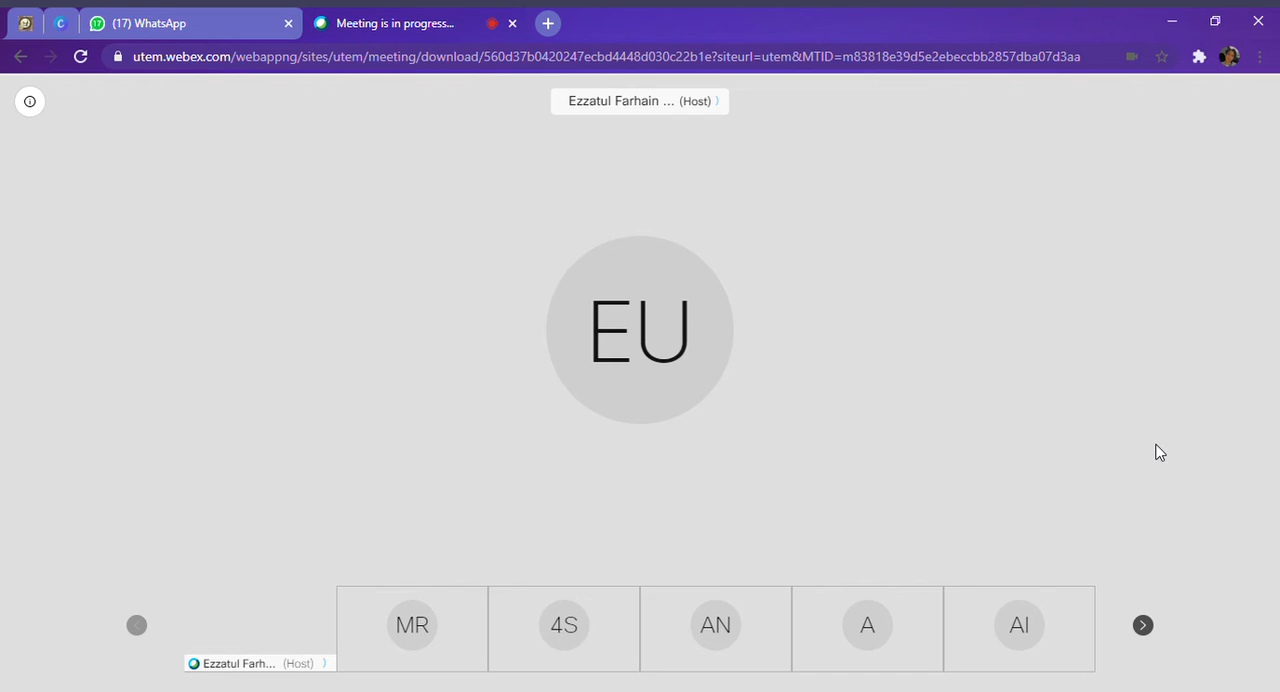 (17) WhatsApp
Meeting is in progress...
utem.webex.com/webappng/sites/utem/meeting/download/560d37b0420247ecbd4448d030c22b1e?siteurl=utem&MTID=m83818e39d5e2ebeccbb2857dba07d3aa
Ezzatul Farhain ... (Host)
EU
MR 4S AN A AI
Ezzatul Farh... (Host)